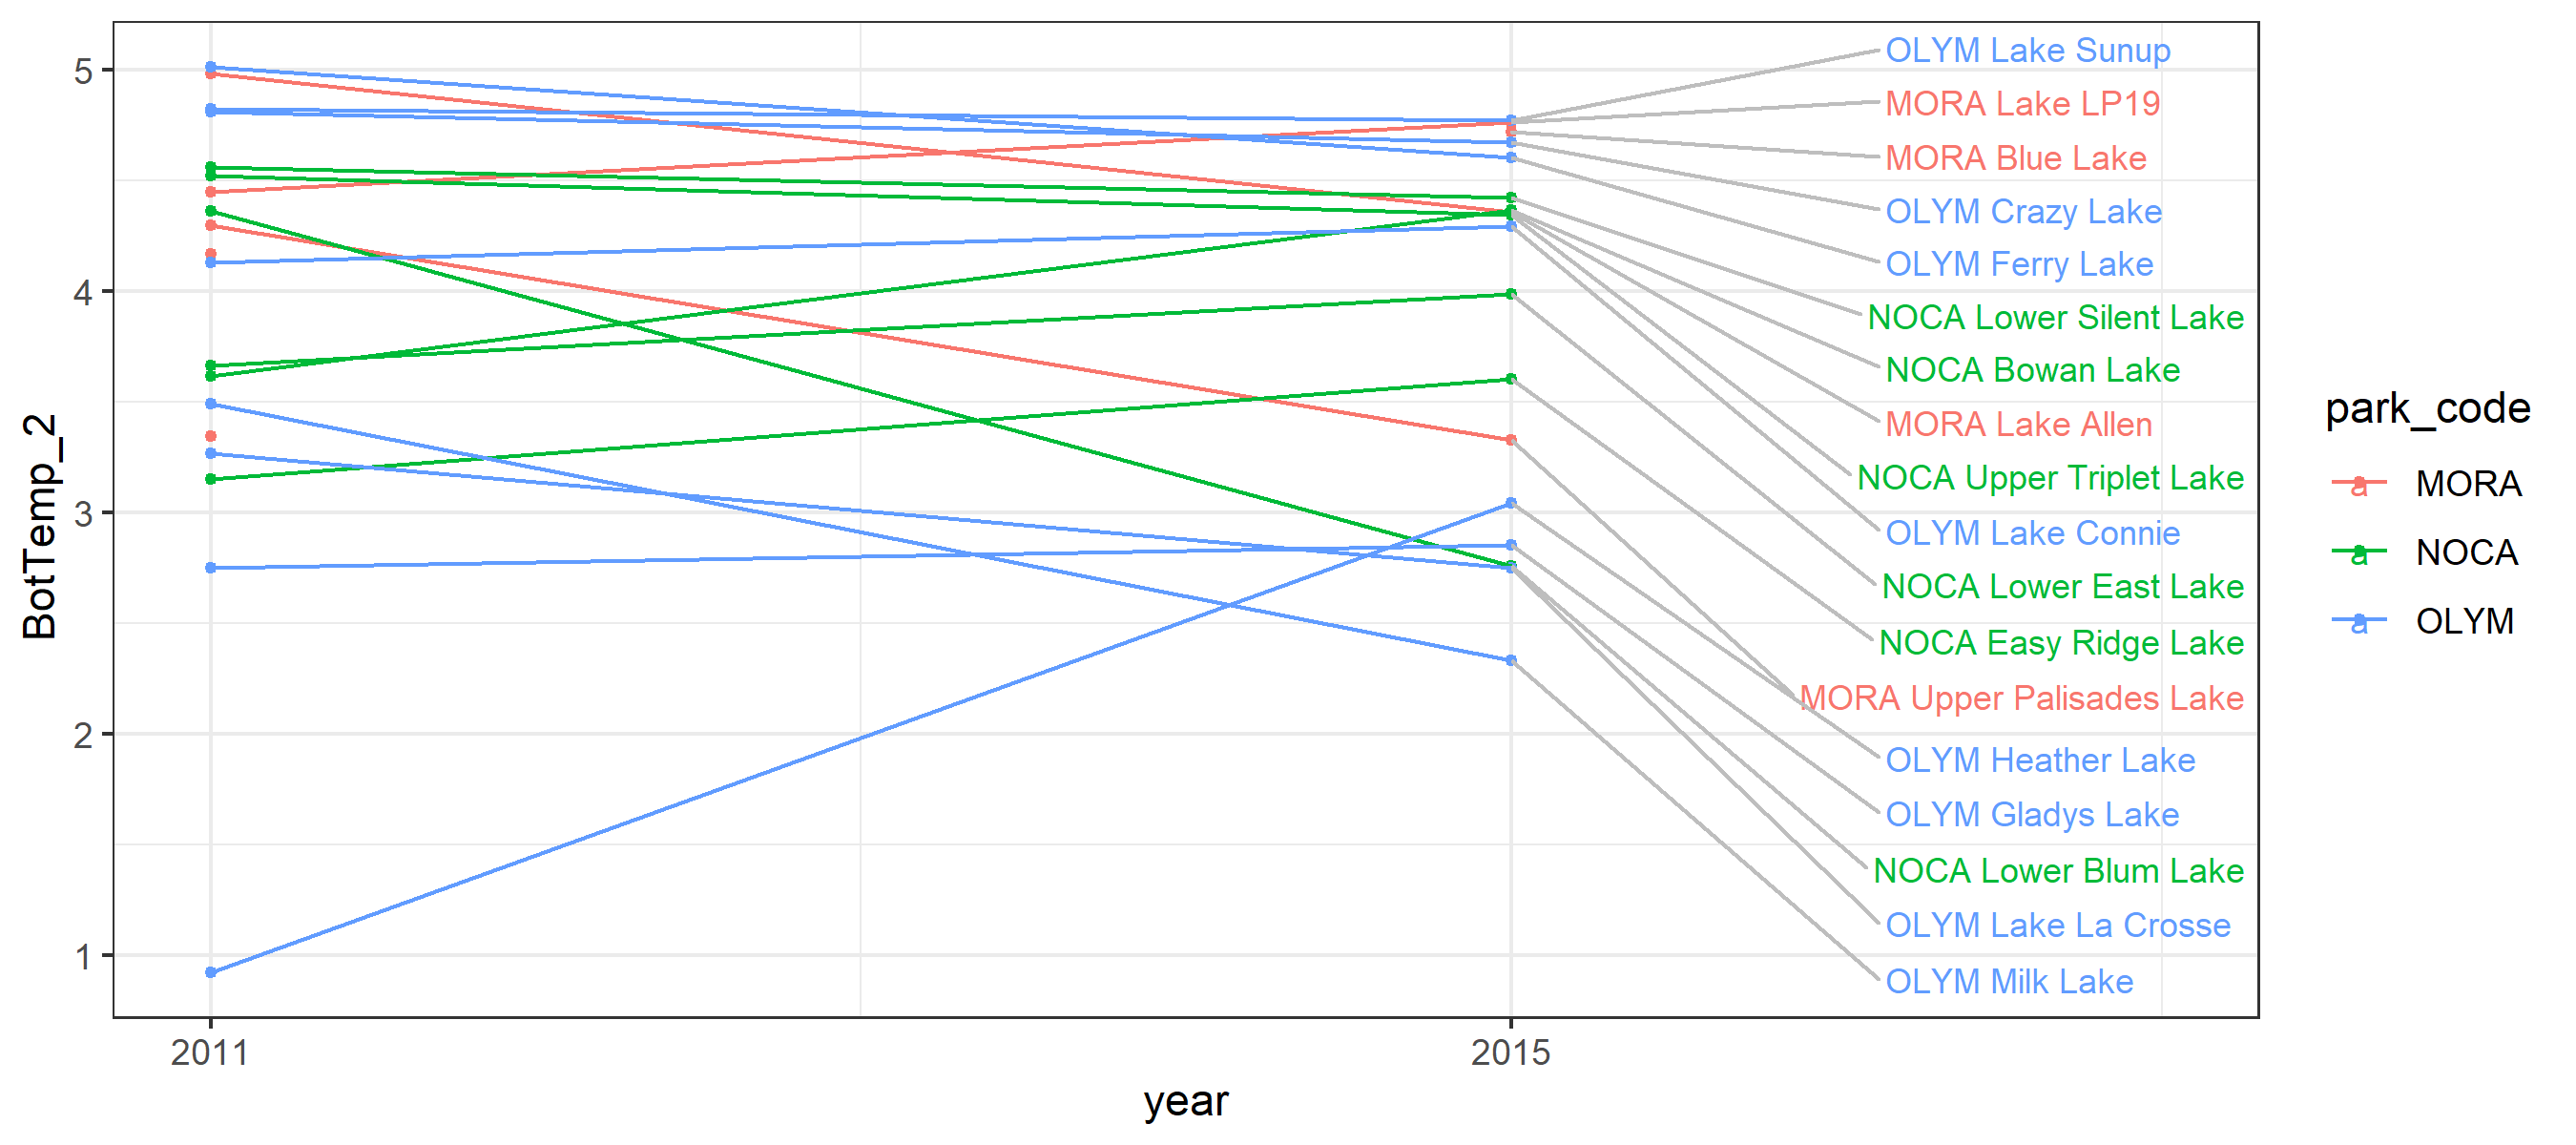 5
4
3
2
1
BotTemp_2
2011
2015
year
OLYM Lake Sunup
MORA Lake LP19
MORA Blue Lake
OLYM Crazy Lake
OLYM Ferry Lake
NOCA Lower Silent Lake
NOCA Bowan Lake
MORA Lake Allen
NOCA Upper Triplet Lake
OLYM Lake Connie
NOCA Lower East Lake
NOCA Easy Ridge Lake
MORA Upper Palisades Lake
OLYM Heather Lake
OLYM Gladys Lake
NOCA Lower Blum Lake
OLYM Lake La Crosse
OLYM Milk Lake
park_code
a MORA
a NOCA
a OLYM